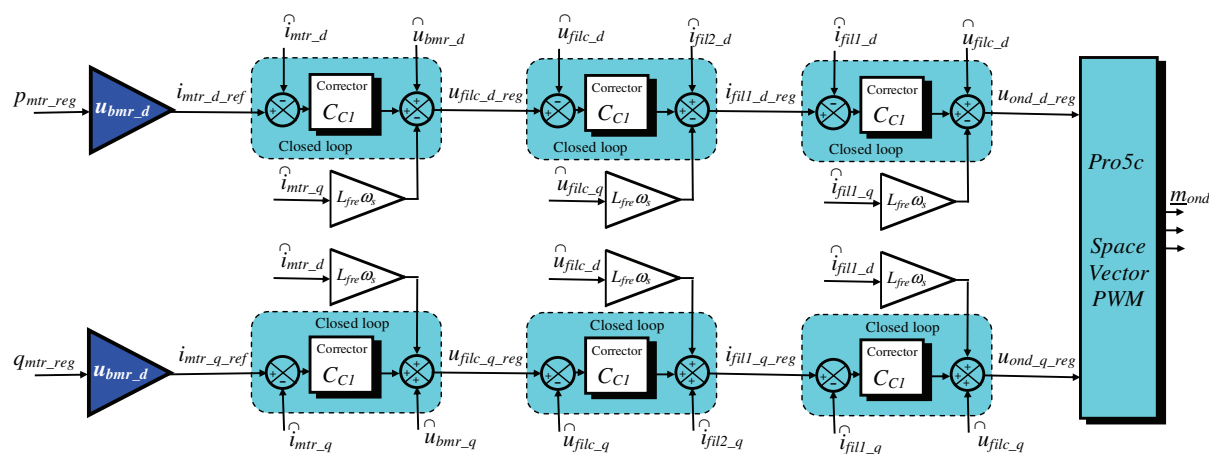 i_mtr_d
u_bmr_d
u_filc_d
i_fil2_d
i_fil1_d
u_filc_d
p_mtr_reg
u_bmr_d
i_mtr_d_ref
Corrector
C_C1
Closed loop
u_filc_d_reg
Corrector
C_C1
Closed loop
i_fil1_d_reg
Corrector
C_C1
Closed loop
u_ond_d_reg
i_mtr_q
L_fre ω_s
u_filc_q
L_fre ω_s
i_fil1_q
L_fre ω_s
Pro5c
Space
Vector
PWM
m_ond
i_mtr_d
L_fre ω_s
u_filc_d
L_fre ω_s
i_fil1_d
L_fre ω_s
q_mtr_reg
u_bmr_d
i_mtr_q_ref
Closed loop
Corrector
C_C1
u_filc_q_reg
Closed loop
Corrector
C_C1
i_fil1_q_reg
Closed loop
Corrector
C_C1
u_ond_q_reg
i_mtr_q
u_bmr_q
u_filc_q
i_fil2_q
i_fil1_q
u_filc_q